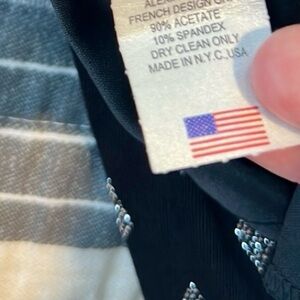 FRENCH DESIGN
90% ACETATE
10% SPANDEX
DRY CLEAN ONLY
MADE IN N.Y.C.,USA